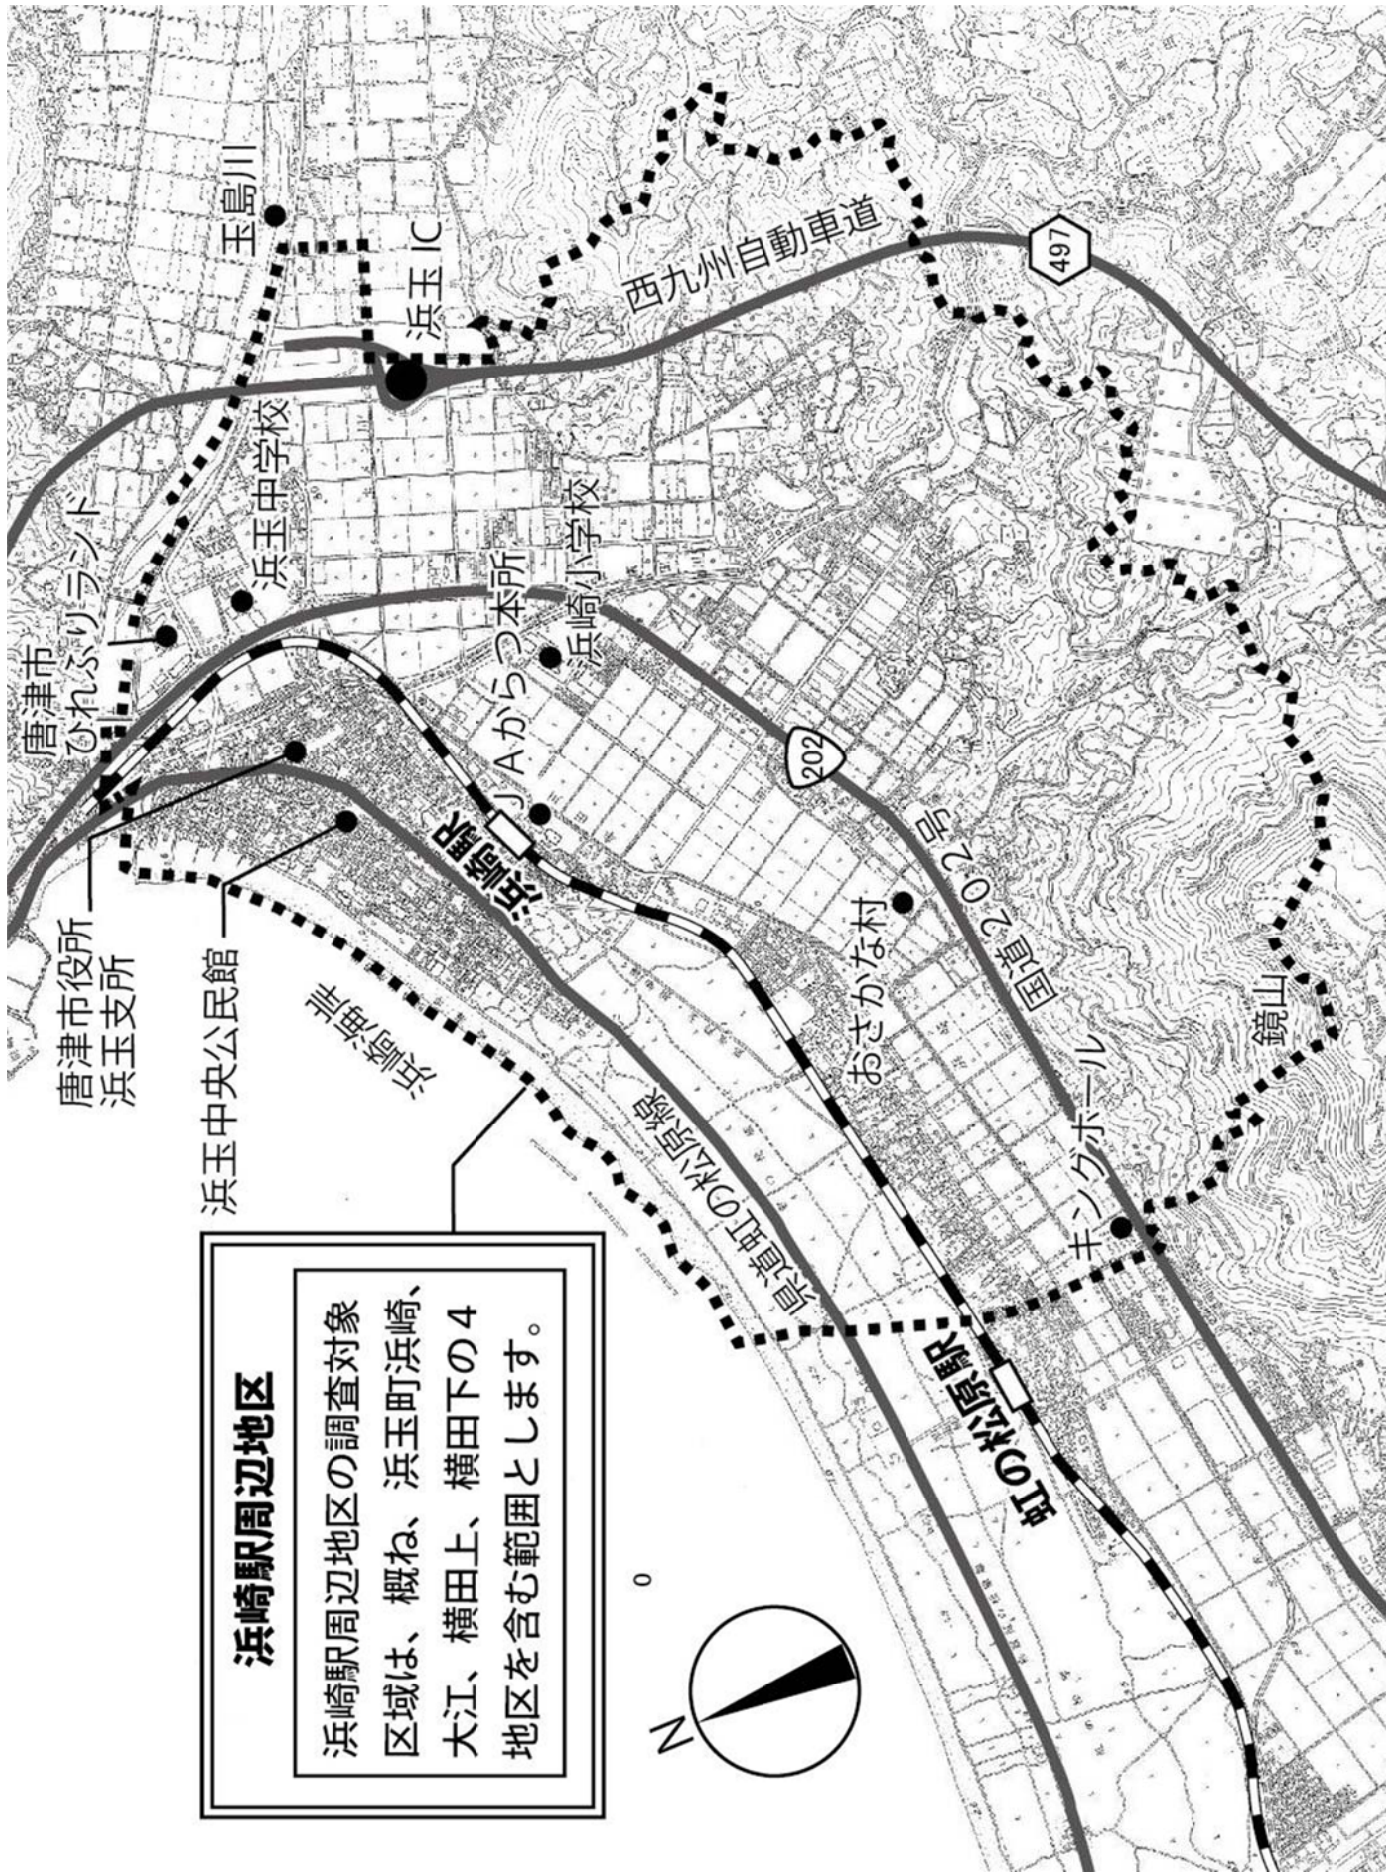 浜崎駅周辺地区
浜崎駅周辺地区の調査対象
区域は、概ね、浜玉町浜崎、
大江、横田上、横田下の4
地区を含む範囲とします。
唐津市
ひれふりランド
玉島川
浜玉中学校
浜玉 IC
西九州自動車道
497
唐津市役所
浜玉支所
浜玉中央公民館
浜崎海岸
浜崎駅
JAからつ本所
浜崎小学校
202
国道202号
おさかな村
県道虹の松原線
キングホール
鏡山
虹の松原駅
N
0